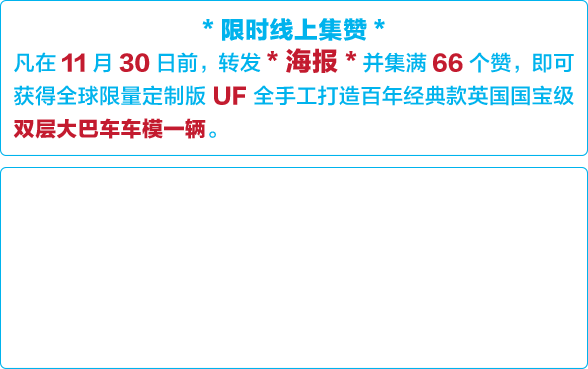 * 限时线上集赞 *
凡在 11 月 30 日前，转发 * 海报 * 并集满 66 个赞，即可
获得全球限量定制版 UF 全手工打造百年经典款英国国宝级
双层大巴车车模一辆。